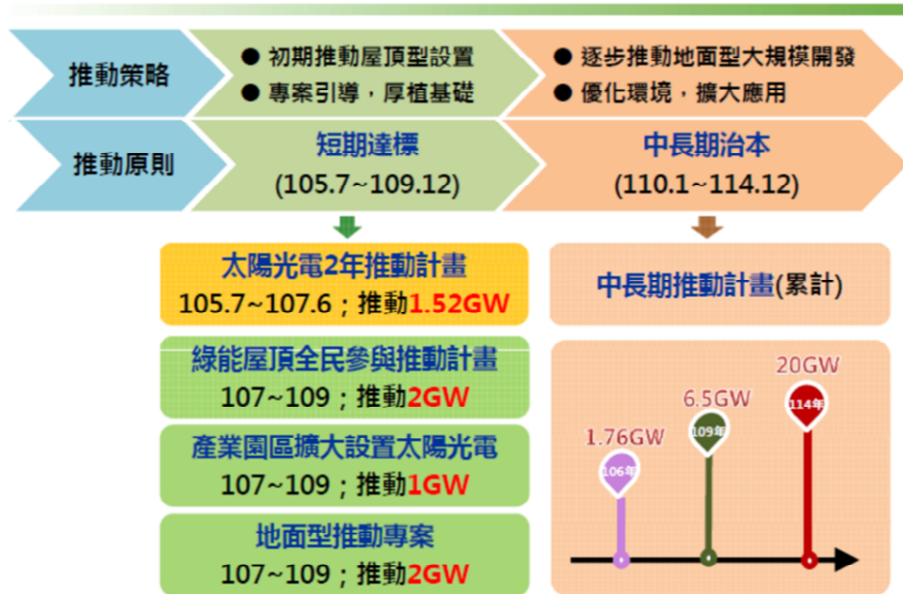 推動策略
● 初期推動屋頂型設置
● 專案引導，厚植基礎
● 逐步推動地面型大規模開發
● 優化環境，擴大應用
推動原則
短期達標
(105.7~109.12)
中長期治本
(110.1~114.12)
太陽光電2年推動計畫
105.7~107.6；推動1.52GW
綠能屋頂全民參與推動計畫
107~109；推動2GW
產業園區擴大設置太陽光電
107~109；推動1GW
地面型推動專案
107~109；推動2GW
中長期推動計畫(累計)
1.76GW
106年
6.5GW
109年
20GW
114年